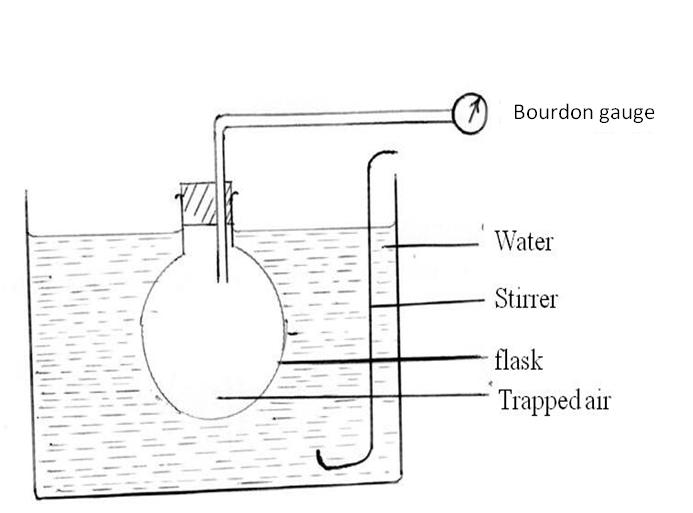 Bourdon gauge
Water
Stirrer
flask
Trapped air